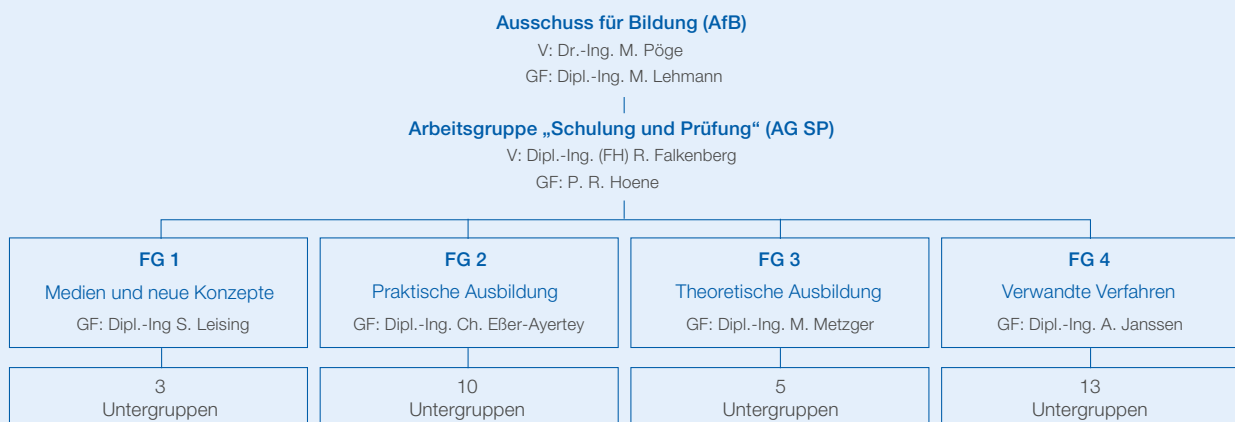 Ausschuss für Bildung (AfB)
V: Dr.-Ing. M. Pöge
GF: Dipl.-Ing. M. Lehmann
Arbeitsgruppe „Schulung und Prüfung“ (AG SP)
V: Dipl.-Ing. (FH) R. Falkenberg
GF: P. R. Hoene
FG 1
Medien und neue Konzepte
GF: Dipl.-Ing S. Leising
FG 2
Praktische Ausbildung
GF: Dipl.-Ing. Ch. Eßer-Ayertey
FG 3
Theoretische Ausbildung
GF: Dipl.-Ing. M. Metzger
FG 4
Verwandte Verfahren
GF: Dipl.-Ing. A. Janssen
3
Untergruppen
10
Untergruppen
5
Untergruppen
13
Untergruppen